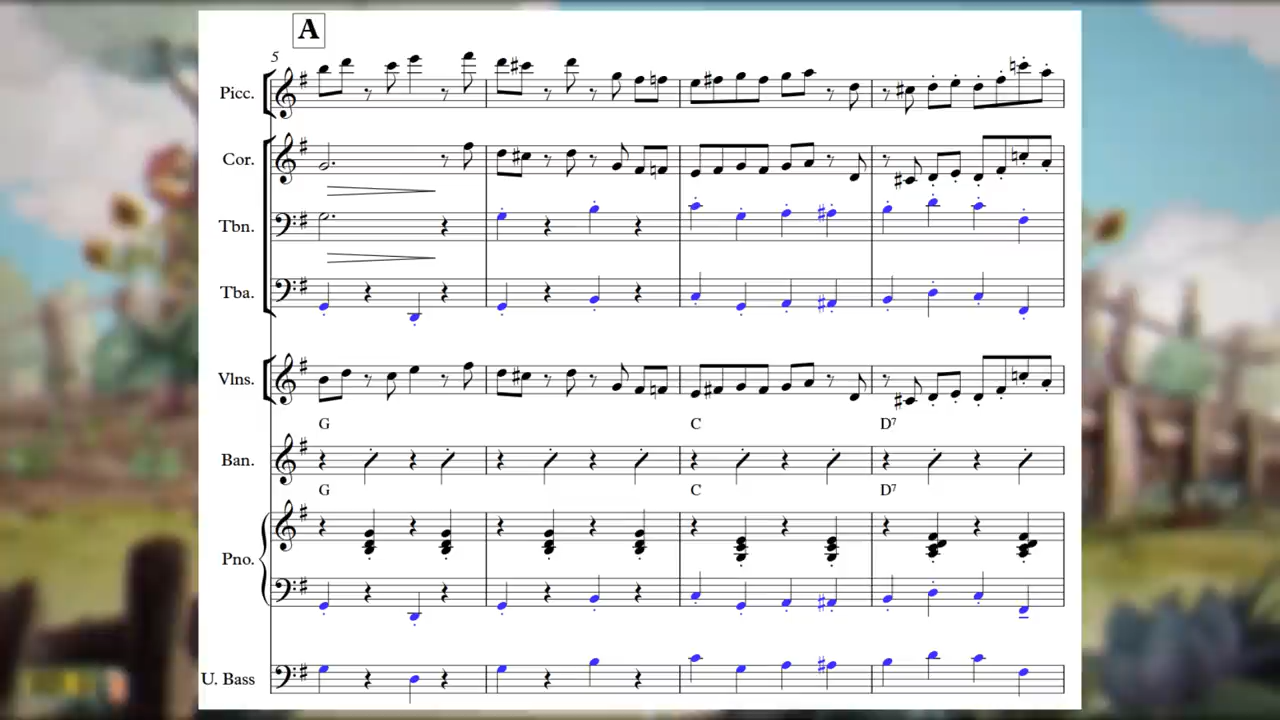 A
5
Picc.
Cor.
Tbn.
Tba.
Vlns.
G C D7
Ban.
G C D7
Pno.
U. Bass